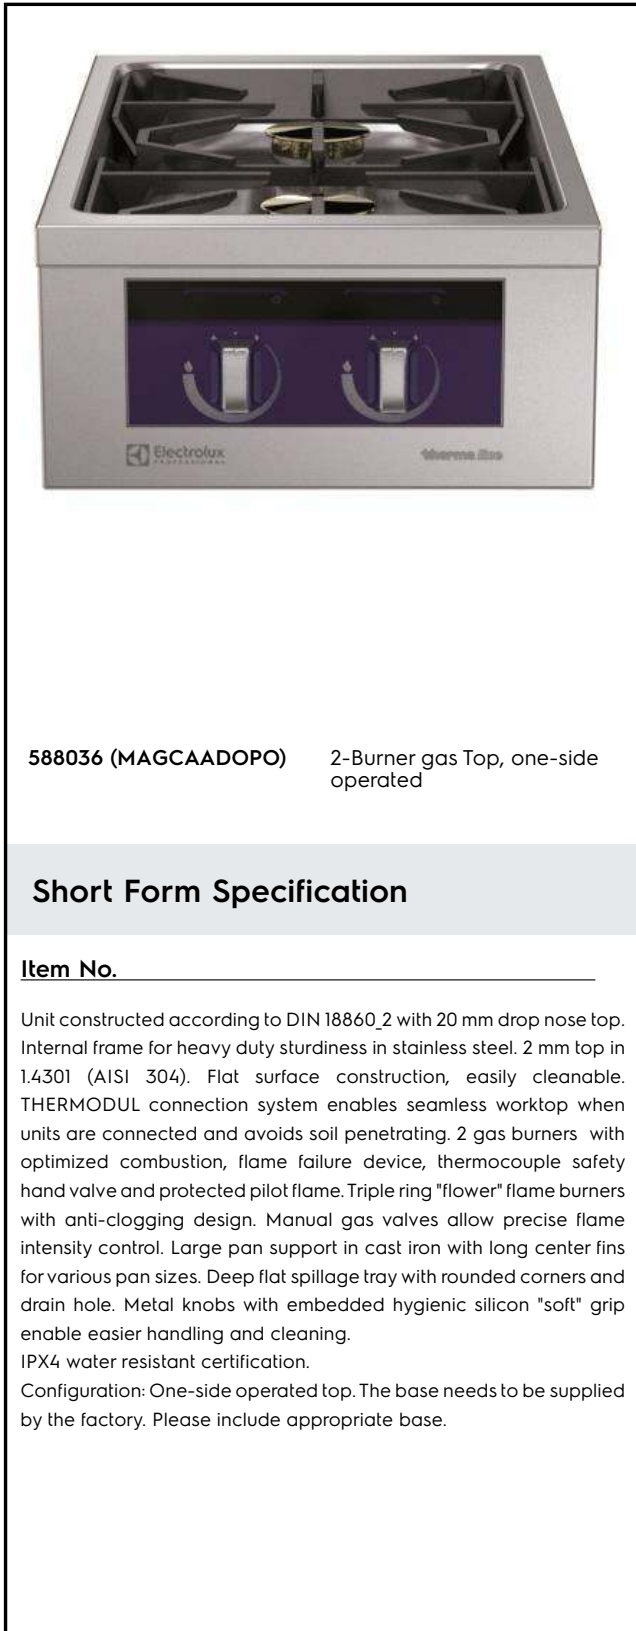 Electrolux
PROFESSIONAL
thermaline
588036 (MAGCAADOPO)
2-Burner gas Top, one-side
operated
Short Form Specification
Item No.
Unit constructed according to DIN 18860_2 with 20 mm drop nose top.
Internal frame for heavy duty sturdiness in stainless steel. 2 mm top in
1.4301 (AISI 304). Flat surface construction, easily cleanable.
THERMODUL connection system enables seamless worktop when
units are connected and avoids soil penetrating. 2 gas burners with
optimized combustion, flame failure device, thermocouple safety
hand valve and protected pilot flame. Triple ring "flower" flame burners
with anti-clogging design. Manual gas valves allow precise flame
intensity control. Large pan support in cast iron with long center fins
for various pan sizes. Deep flat spillage tray with rounded corners and
drain hole. Metal knobs with embedded hygienic silicon "soft" grip
enable easier handling and cleaning.
IPX4 water resistant certification.
Configuration: One-side operated top. The base needs to be supplied
by the factory. Please include appropriate base.